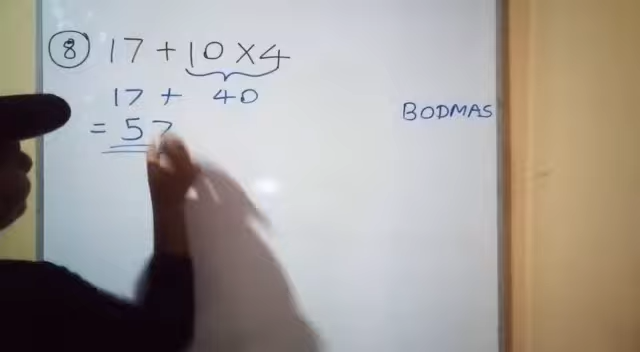 ⑧ 17 + 10 × 4
17 + 40
BODMAS
= 57